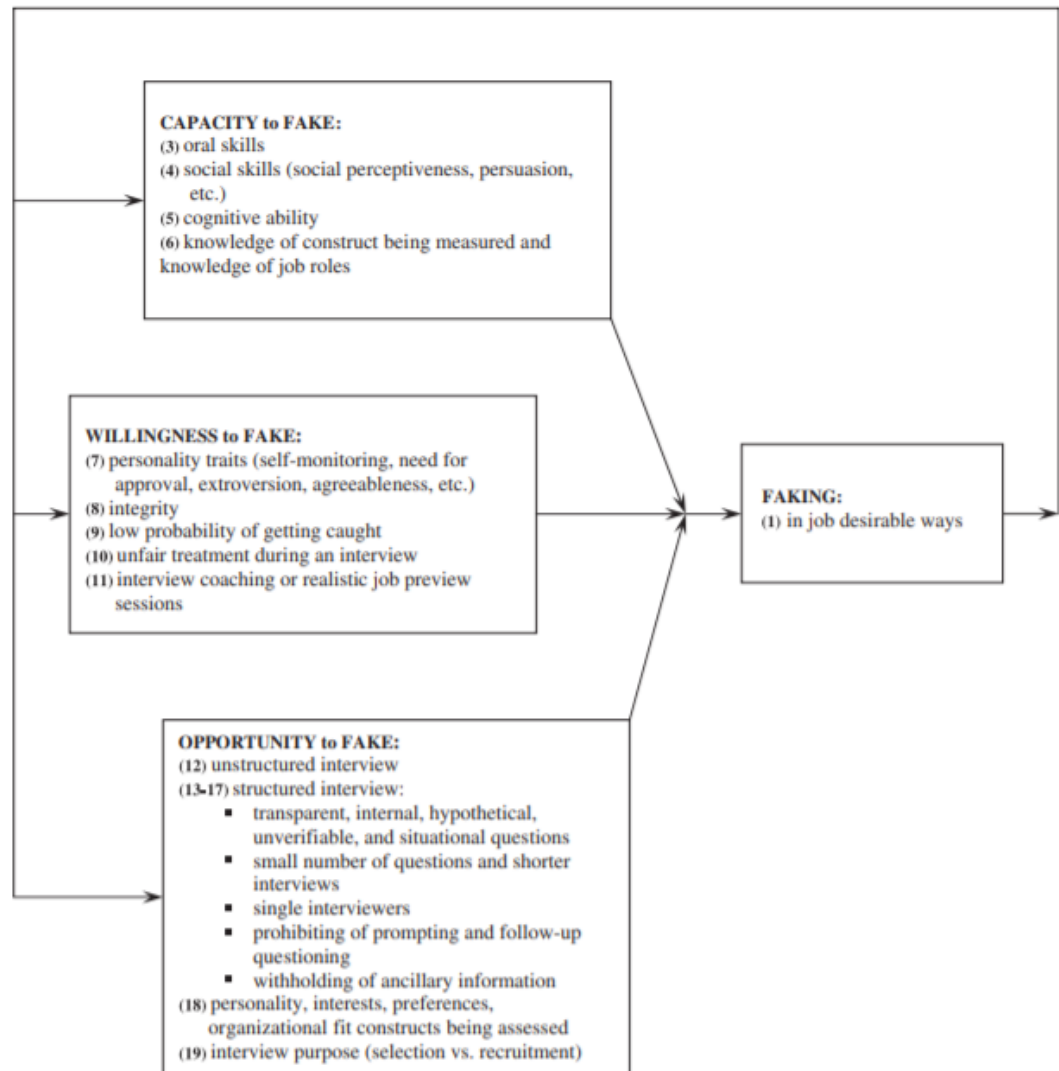 CAPACITY to FAKE:
(3) oral skills
(4) social skills (social perceptiveness, persuasion,
etc.)
(5) cognitive ability
(6) knowledge of construct being measured and
knowledge of job roles
WILLINGNESS to FAKE:
(7) personality traits (self-monitoring, need for
approval, extroversion, agreeableness, etc.)
(8) integrity
(9) low probability of getting caught
(10) unfair treatment during an interview
(11) interview coaching or realistic job preview
sessions
FAKING:
(1) in job desirable ways
OPPORTUNITY to FAKE:
(12) unstructured interview
(13-17) structured interview:
▪ transparent, internal, hypothetical,
unverifiable, and situational questions
▪ small number of questions and shorter
interviews
▪ single interviewers
▪ prohibiting of prompting and follow-up
questioning
▪ withholding of ancillary information
(18) personality, interests, preferences,
organizational fit constructs being assessed
(19) interview purpose (selection vs. recruitment)